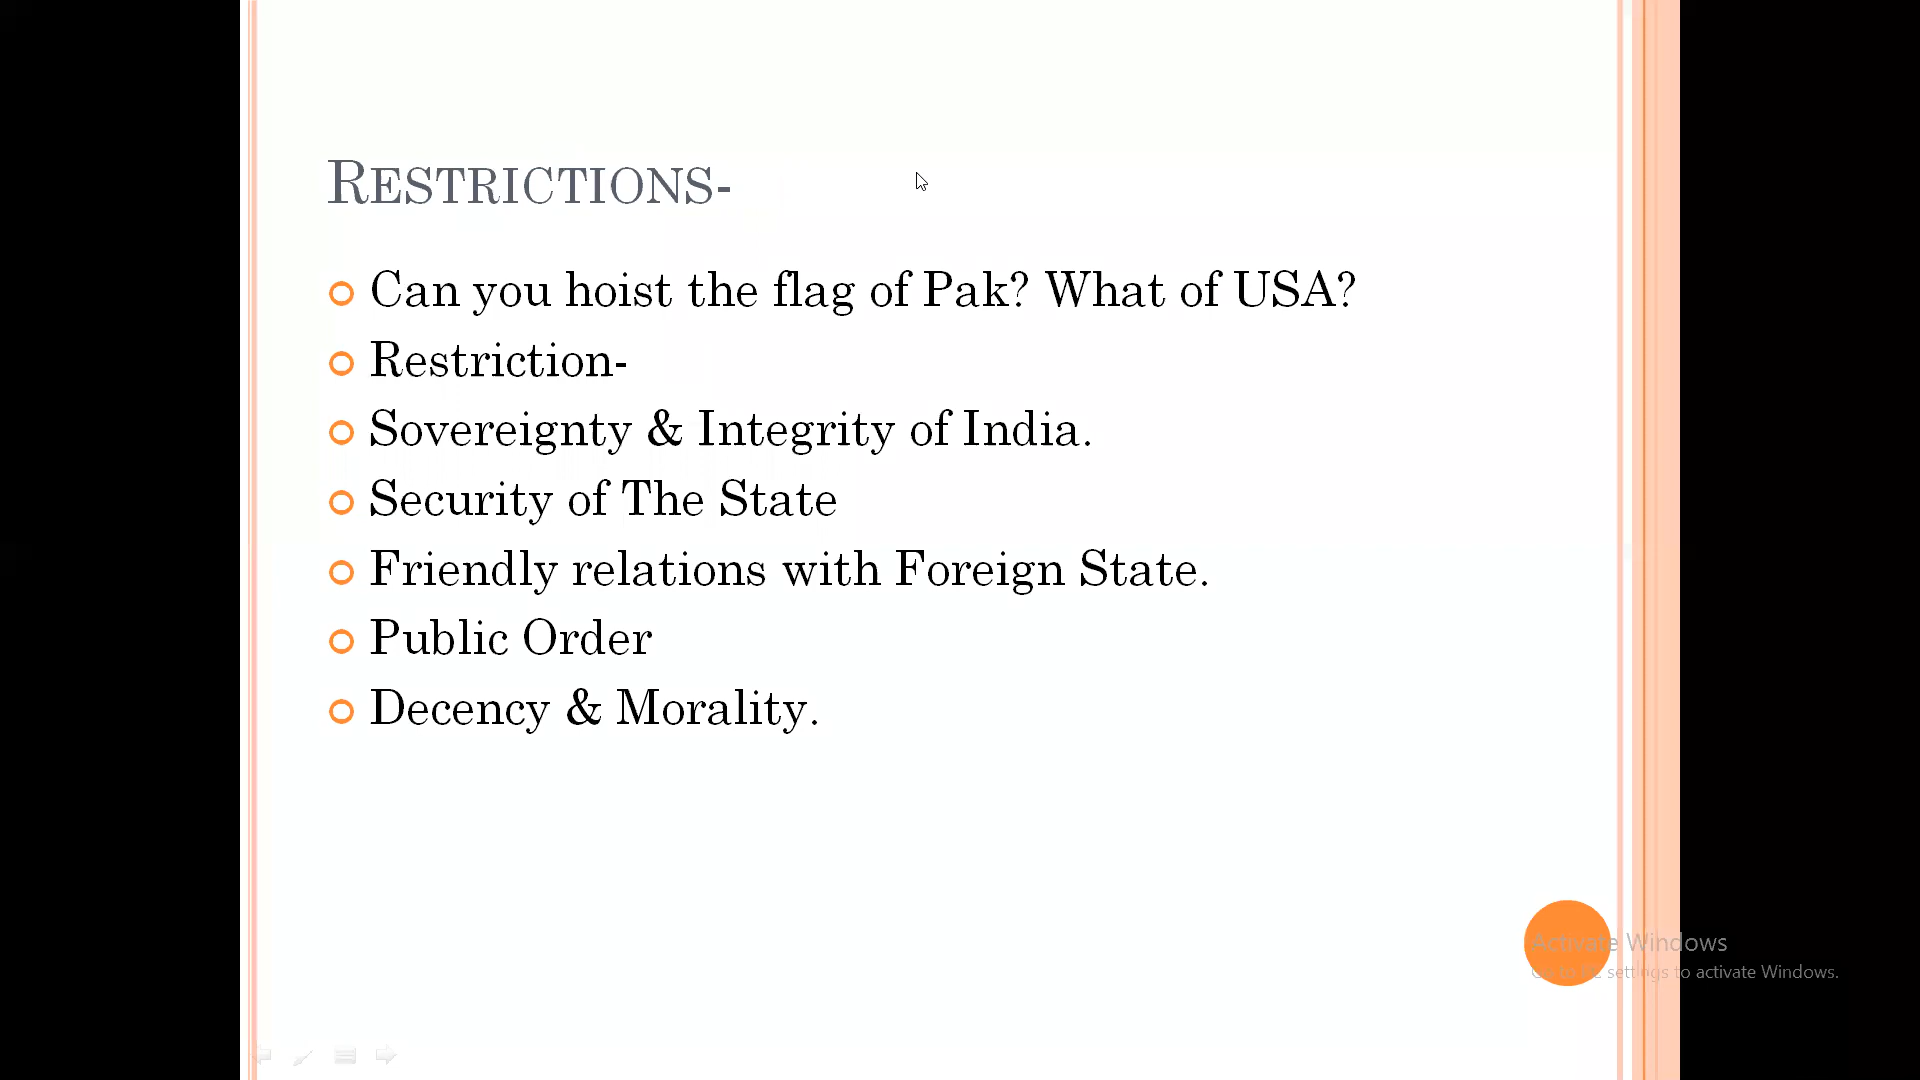 RESTRICTIONS-
Can you hoist the flag of Pak? What of USA?
Restriction-
Sovereignty & Integrity of India.
Security of The State
Friendly relations with Foreign State.
Public Order
Decency & Morality.
Activate Windows
Go to PC settings to activate Windows.